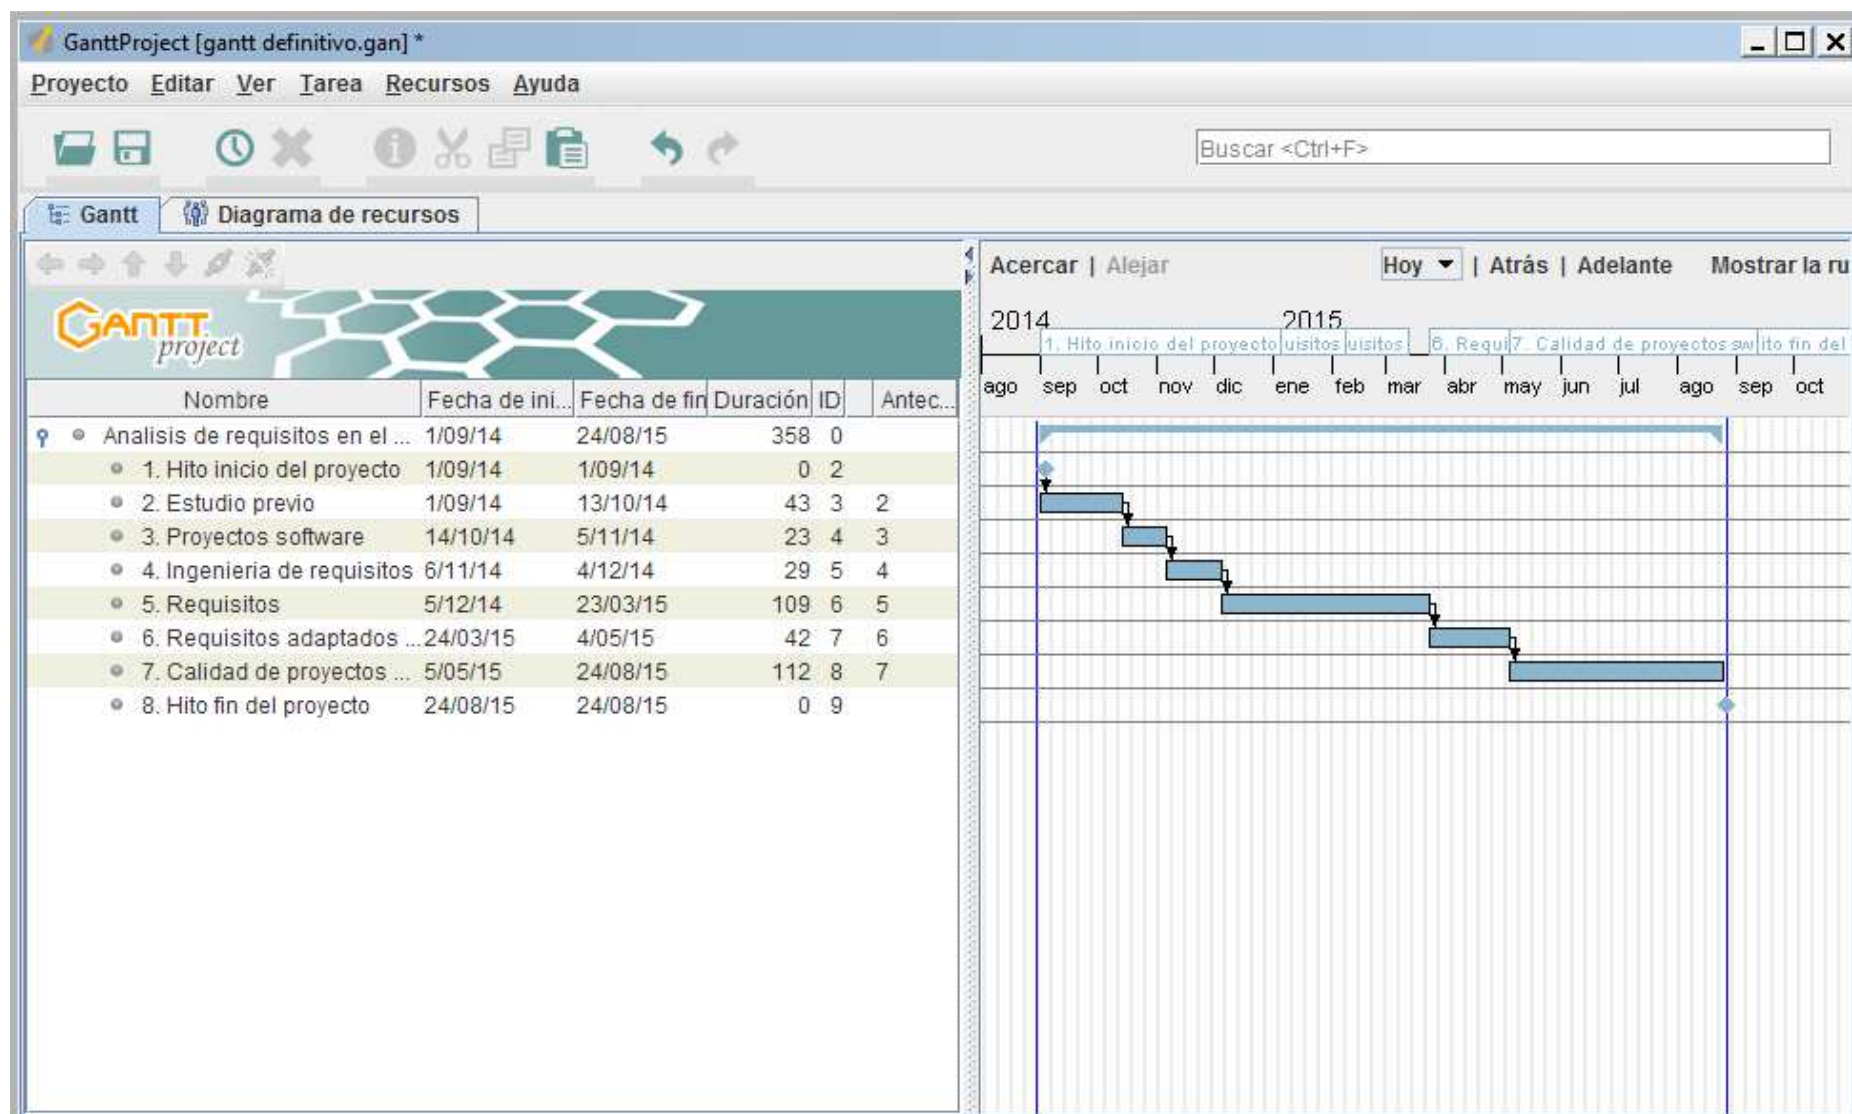 GanttProject [gantt definitivo.gan] *
Proyecto Editar Ver Tarea Recursos Ayuda
Buscar <Ctrl+F>
Gantt Diagrama de recursos
Acercar | Alejar Hoy | Atrás | Adelante Mostrar la ru
GANTT project
2014 2015
1. Hito inicio del proyecto uisitos uisitos 6. Requi 7. Calidad de proyectos sw ito fin del
ago sep oct nov dic ene feb mar abr may jun jul ago sep oct
Nombre Fecha de ini... Fecha de fin Duración ID Antec...
Analisis de requisitos en el ... 1/09/14 24/08/15 358 0
1. Hito inicio del proyecto 1/09/14 1/09/14 0 2
2. Estudio previo 1/09/14 13/10/14 43 3 2
3. Proyectos software 14/10/14 5/11/14 23 4 3
4. Ingenieria de requisitos 6/11/14 4/12/14 29 5 4
5. Requisitos 5/12/14 23/03/15 109 6 5
6. Requisitos adaptados ... 24/03/15 4/05/15 42 7 6
7. Calidad de proyectos ... 5/05/15 24/08/15 112 8 7
8. Hito fin del proyecto 24/08/15 24/08/15 0 9